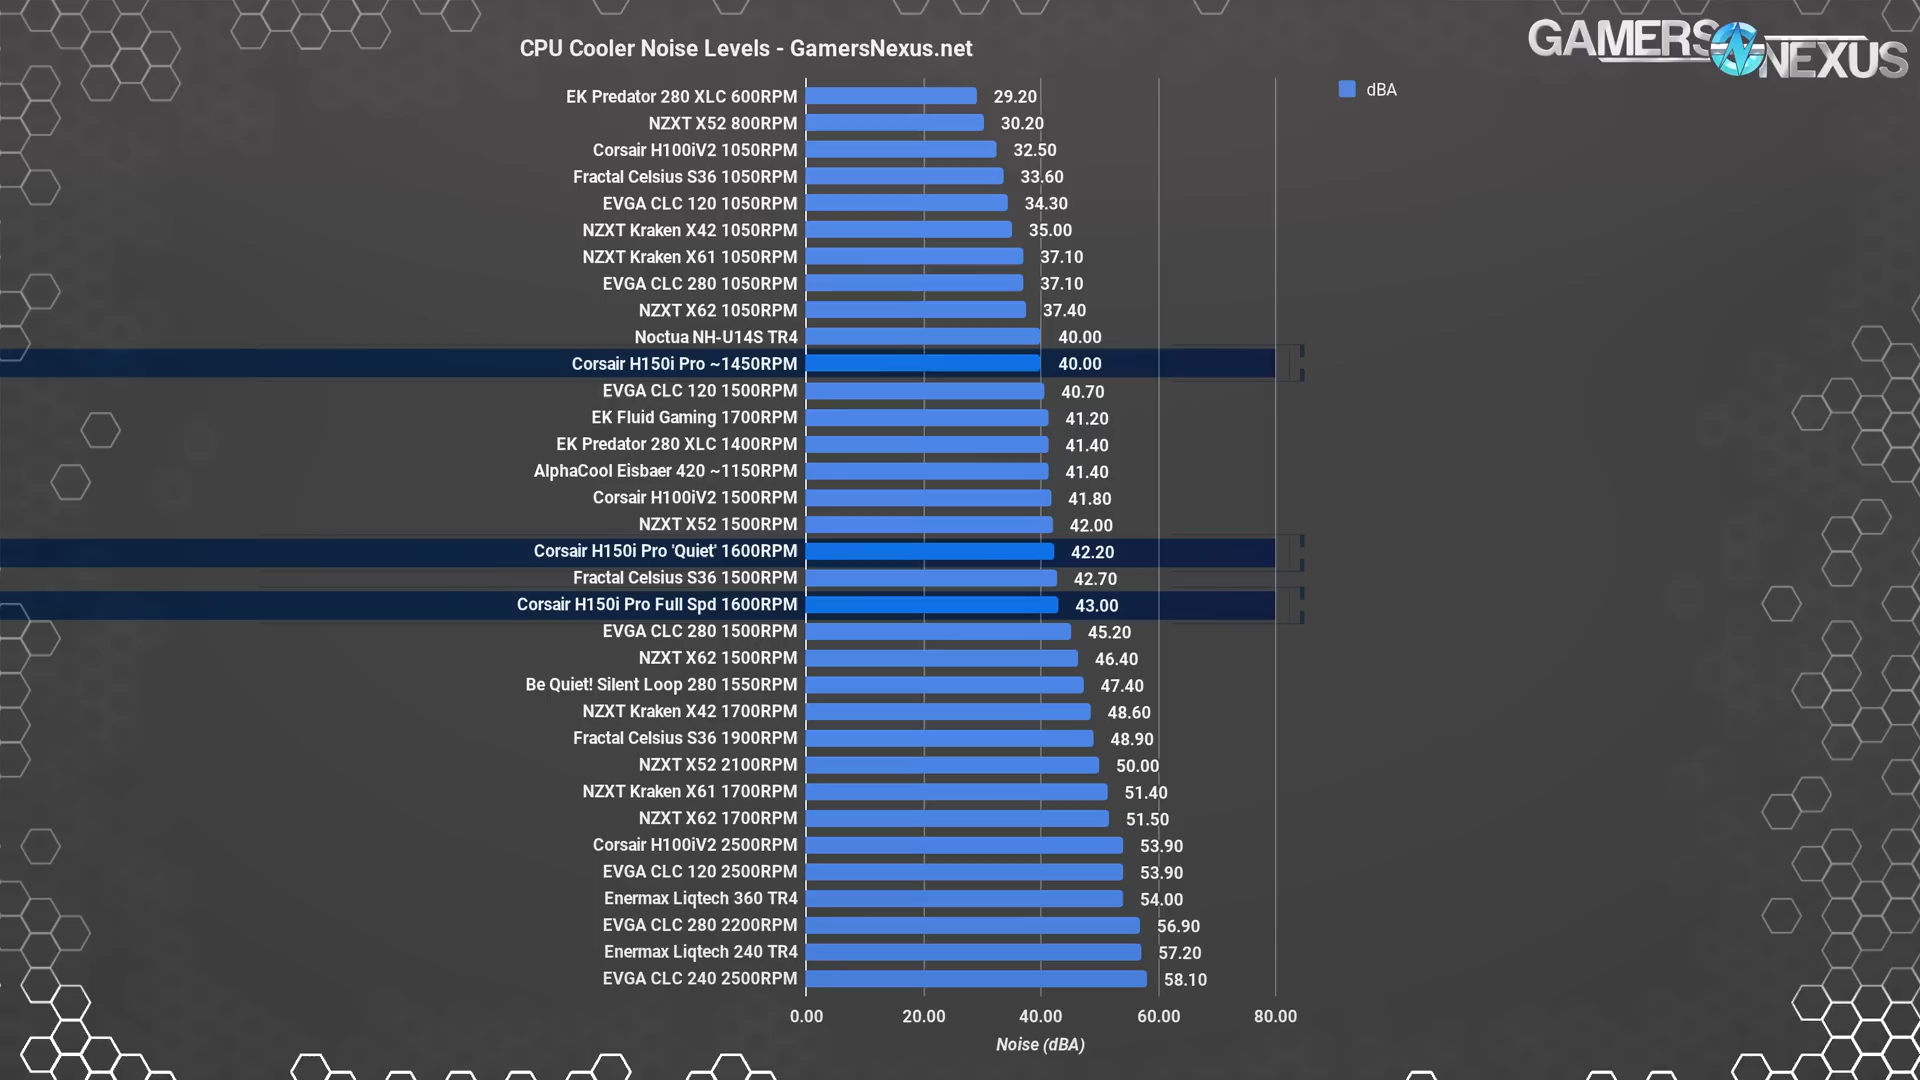 GAMERS NEXUS
CPU Cooler Noise Levels - GamersNexus.net
dBA
EK Predator 280 XLC 600RPM 29.20
NZXT X52 800RPM 30.20
Corsair H100iV2 1050RPM 32.50
Fractal Celsius S36 1050RPM 33.60
EVGA CLC 120 1050RPM 34.30
NZXT Kraken X42 1050RPM 35.00
NZXT Kraken X61 1050RPM 37.10
EVGA CLC 280 1050RPM 37.10
NZXT X62 1050RPM 37.40
Noctua NH-U14S TR4 40.00
Corsair H150i Pro ~1450RPM 40.00
EVGA CLC 120 1500RPM 40.70
EK Fluid Gaming 1700RPM 41.20
EK Predator 280 XLC 1400RPM 41.40
AlphaCool Eisbaer 420 ~1150RPM 41.40
Corsair H100iV2 1500RPM 41.80
NZXT X52 1500RPM 42.00
Corsair H150i Pro 'Quiet' 1600RPM 42.20
Fractal Celsius S36 1500RPM 42.70
Corsair H150i Pro Full Spd 1600RPM 43.00
EVGA CLC 280 1500RPM 45.20
NZXT X62 1500RPM 46.40
Be Quiet! Silent Loop 280 1550RPM 47.40
NZXT Kraken X42 1700RPM 48.60
Fractal Celsius S36 1900RPM 48.90
NZXT X52 2100RPM 50.00
NZXT Kraken X61 1700RPM 51.40
NZXT X62 1700RPM 51.50
Corsair H100iV2 2500RPM 53.90
EVGA CLC 120 2500RPM 53.90
Enermax Liqtech 360 TR4 54.00
EVGA CLC 280 2200RPM 56.90
Enermax Liqtech 240 TR4 57.20
EVGA CLC 240 2500RPM 58.10
0.00 20.00 40.00 60.00 80.00
Noise (dBA)